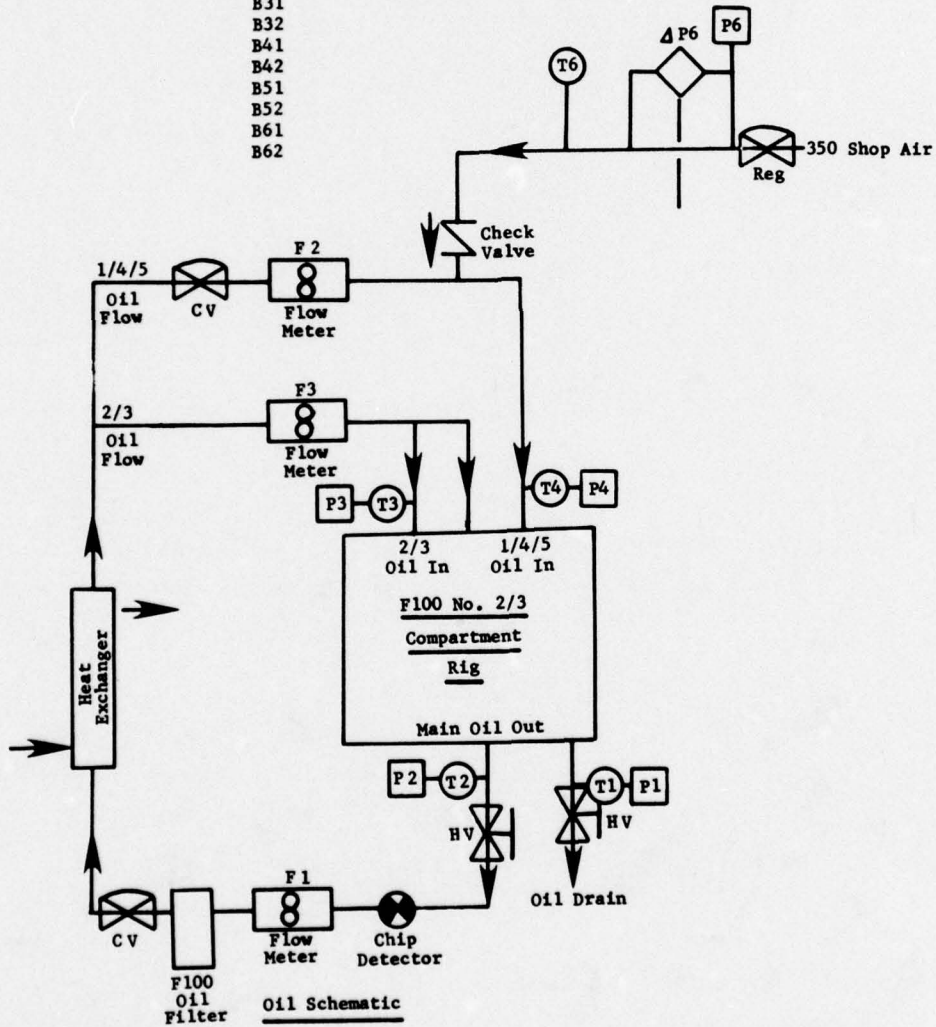 B31
B32
B41
B42
B51
B52
B61
B62
Δ P6
P6
T6
350 Shop Air
Reg
Check
Valve
F2
1/4/5
Oil
Flow
CV
Flow
Meter
F3
2/3
Oil
Flow
Flow
Meter
P3
T3
T4
P4
2/3
Oil In
1/4/5
Oil In
F100 No. 2/3
Compartment
Rig
Heat
Exchanger
Main Oil Out
P2
T2
T1
P1
HV
HV
Oil Drain
F1
CV
Flow
Meter
Chip
Detector
F100
Oil
Filter
Oil Schematic